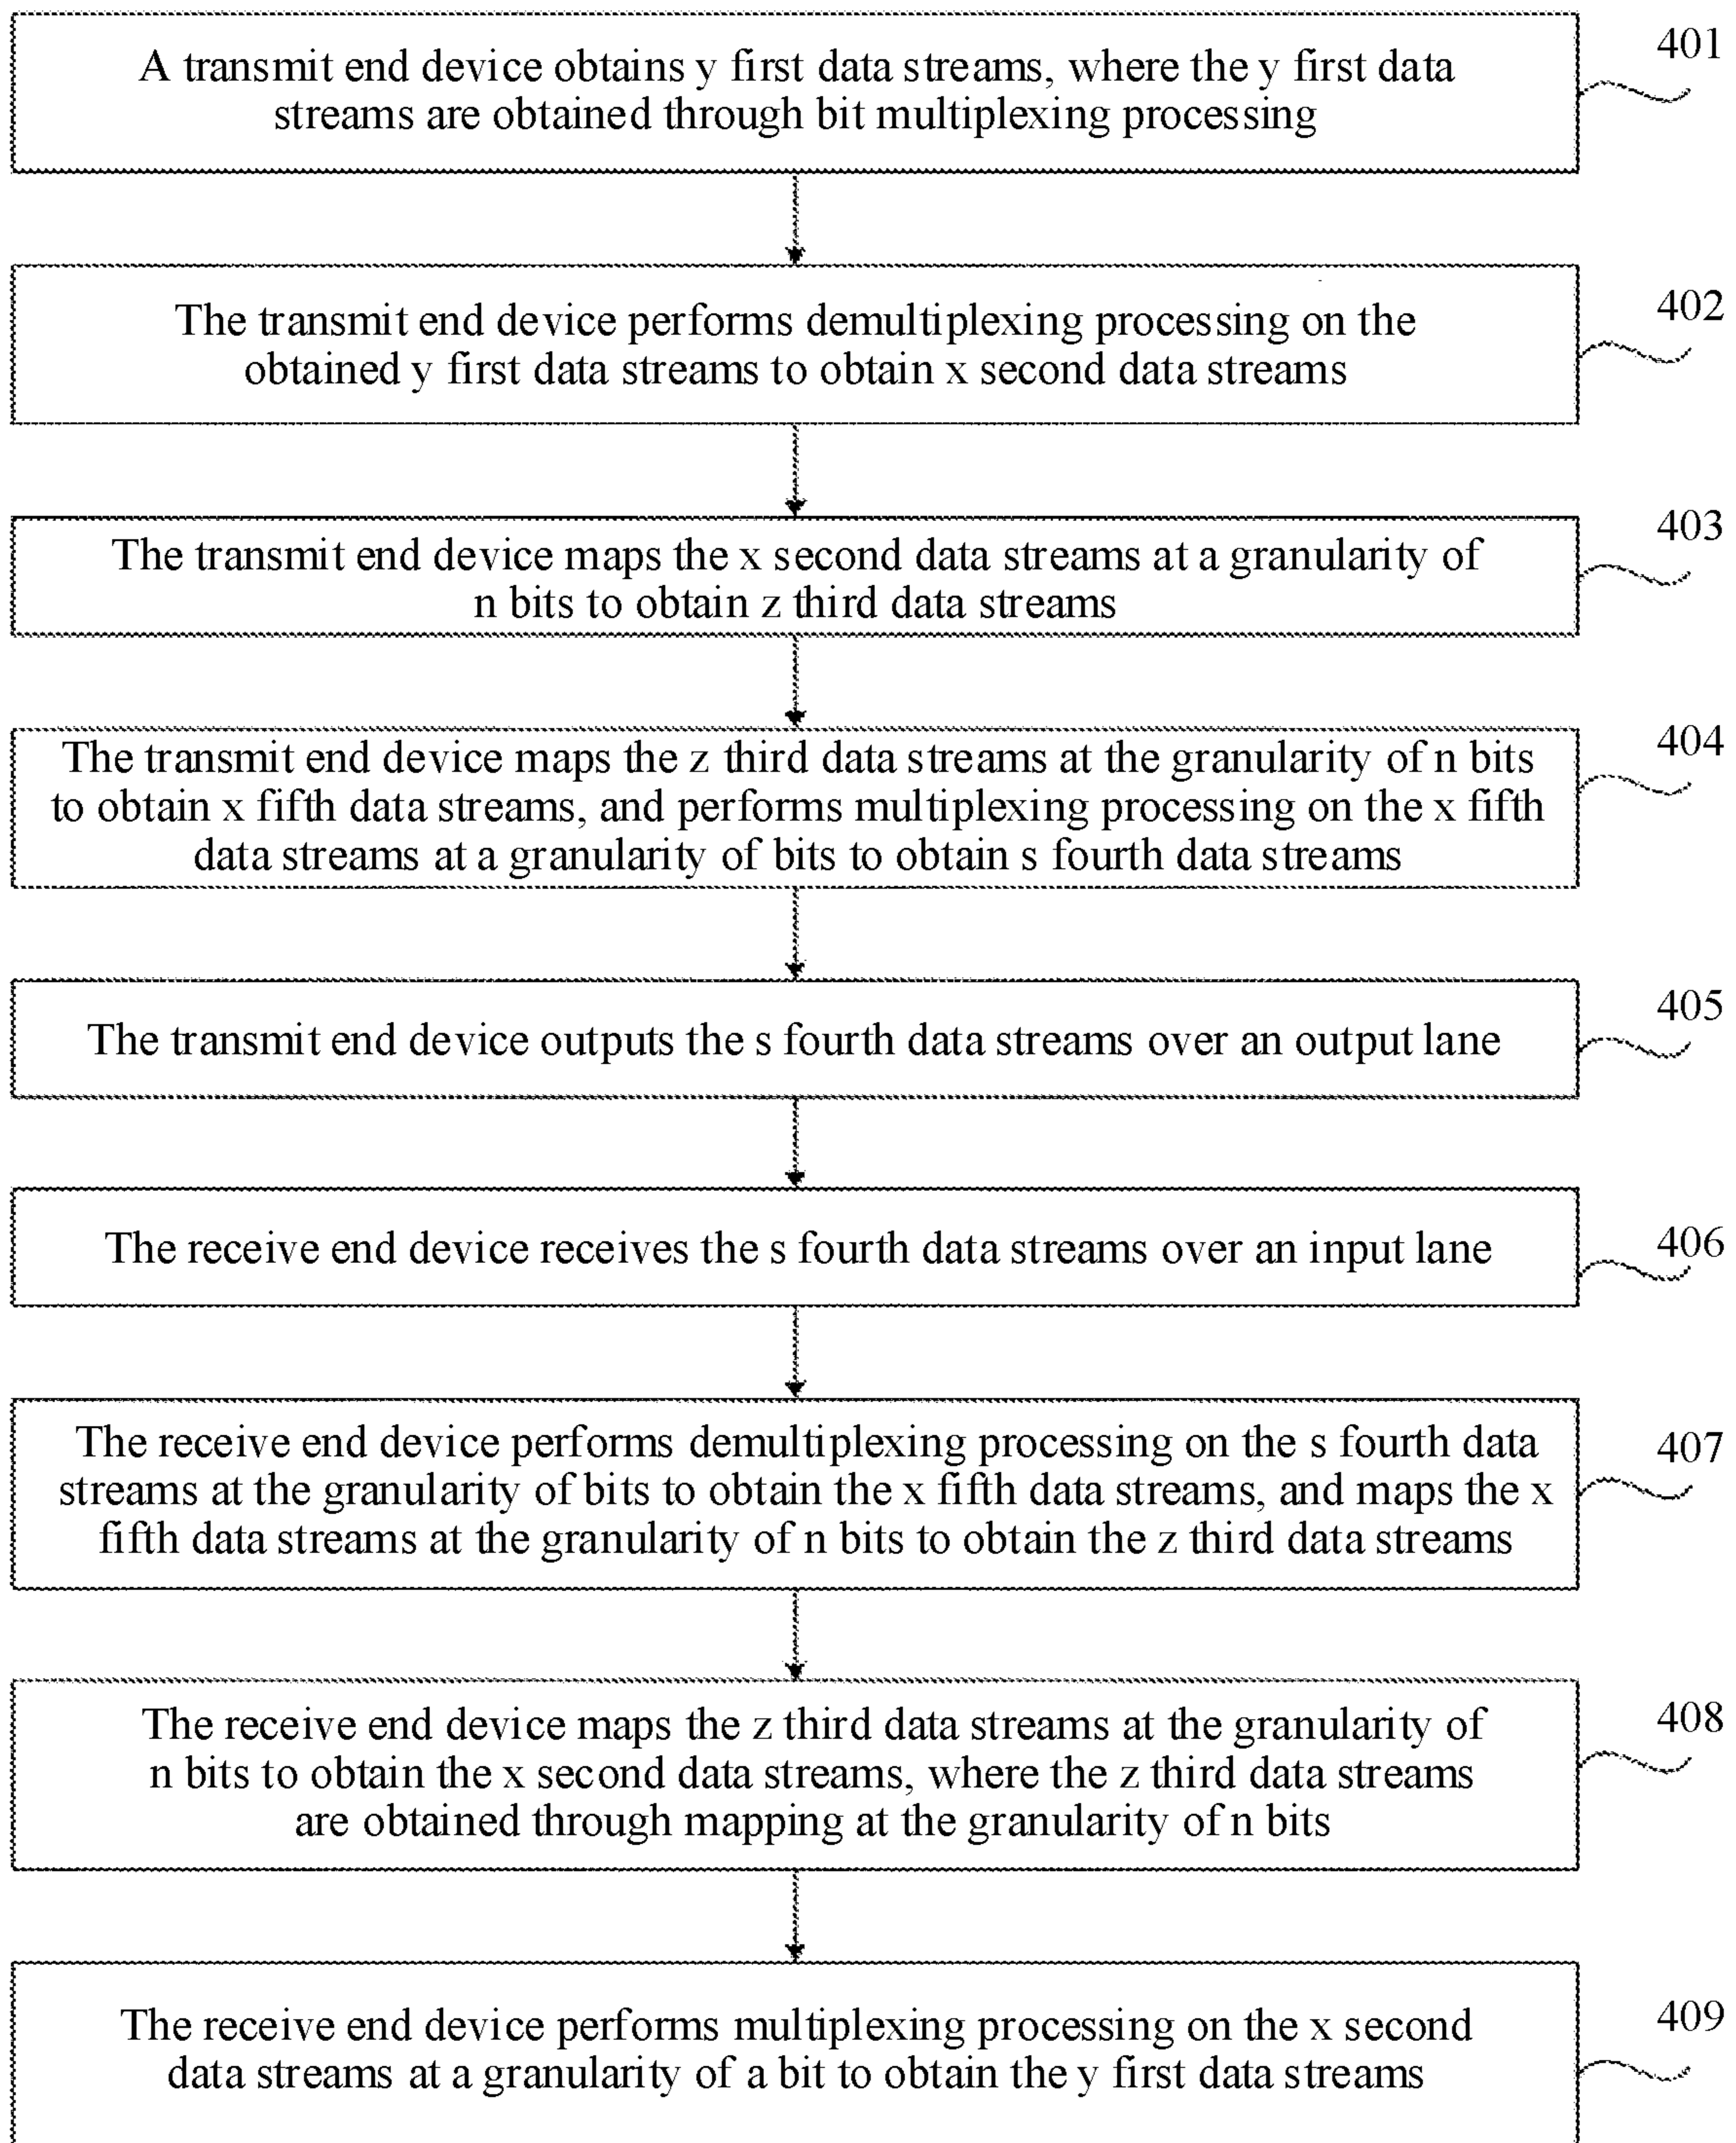 A transmit end device obtains y first data streams, where the y first data
streams are obtained through bit multiplexing processing
401
The transmit end device performs demultiplexing processing on the
obtained y first data streams to obtain x second data streams
402
The transmit end device maps the x second data streams at a granularity of
n bits to obtain z third data streams
403
The transmit end device maps the z third data streams at the granularity of n bits
to obtain x fifth data streams, and performs multiplexing processing on the x fifth
data streams at a granularity of bits to obtain s fourth data streams
404
The transmit end device outputs the s fourth data streams over an output lane
405
The receive end device receives the s fourth data streams over an input lane
406
The receive end device performs demultiplexing processing on the s fourth data
streams at the granularity of bits to obtain the x fifth data streams, and maps the x
fifth data streams at the granularity of n bits to obtain the z third data streams
407
The receive end device maps the z third data streams at the granularity of
n bits to obtain the x second data streams, where the z third data streams
are obtained through mapping at the granularity of n bits
408
The receive end device performs multiplexing processing on the x second
data streams at a granularity of a bit to obtain the y first data streams
409